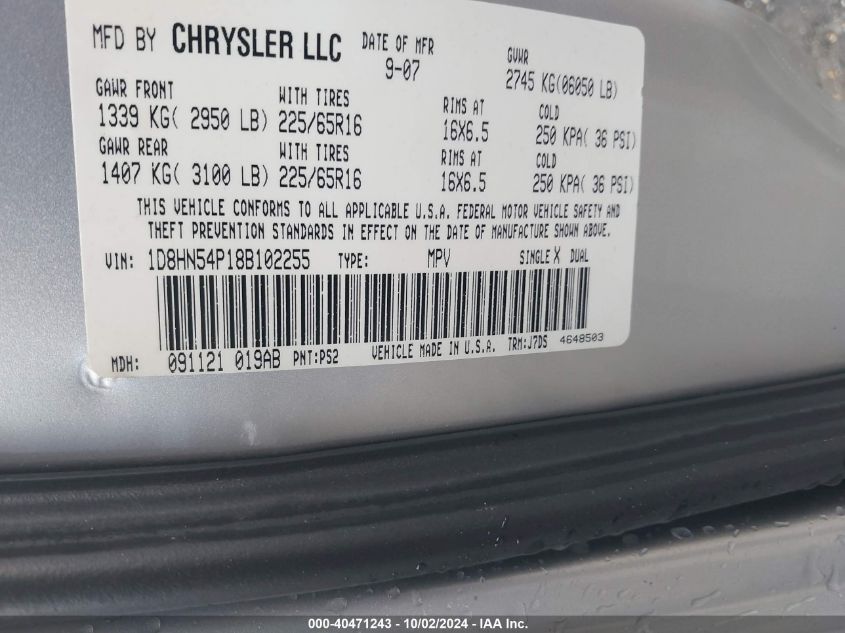 MFD BY CHRYSLER LLC DATE OF MFR GVWR
9-07 2745 KG(06050 LB)
GAWR FRONT WITH TIRES RIMS AT COLD
1339 KG( 2950 LB) 225/65R16 16X6.5 250 KPA( 36 PSI)
GAWR REAR WITH TIRES RIMS AT COLD
1407 KG( 3100 LB) 225/65R16 16X6.5 250 KPA( 36 PSI)
THIS VEHICLE CONFORMS TO ALL APPLICABLE U.S.A. FEDERAL MOTOR VEHICLE SAFETY AND
THEFT PREVENTION STANDARDS IN EFFECT ON THE DATE OF MANUFACTURE SHOWN ABOVE.
VIN: 1D8HN54P18B102255 TYPE: MPV SINGLE X DUAL
MDH: 091121 019AB PNT:PS2 VEHICLE MADE IN U.S.A. TRM:J7DS 4648503
000-40471243 - 10/02/2024 - IAA Inc.